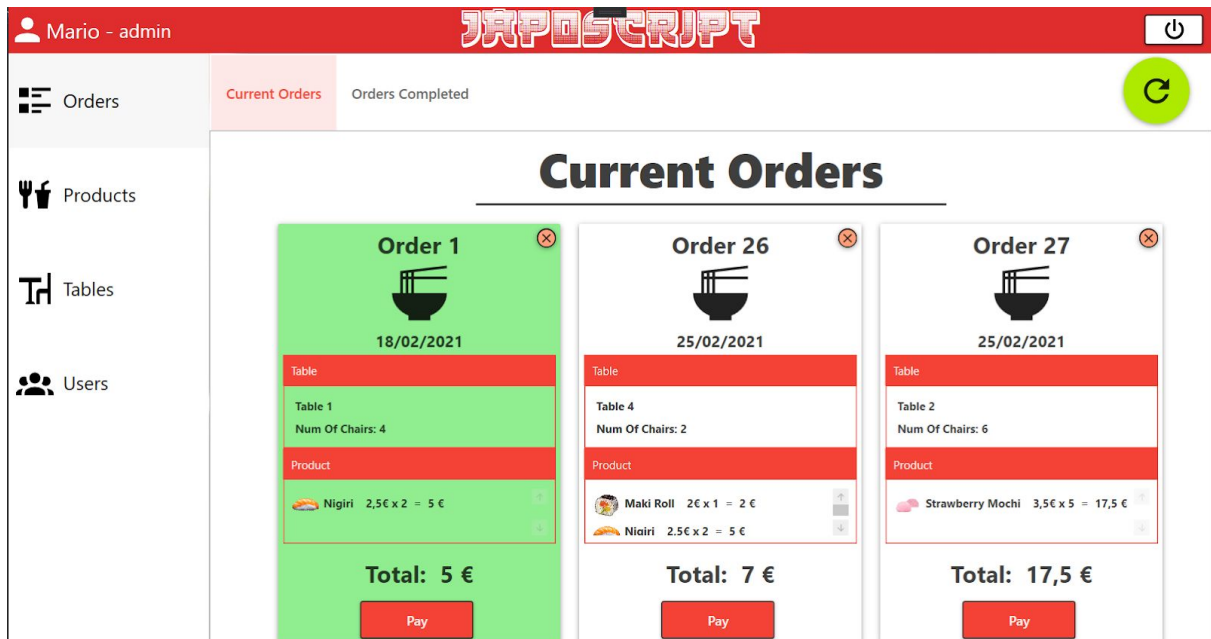 Mario - admin
JAPOSCRIPT
Orders
Products
Tables
Users
Current Orders
Orders Completed
Current Orders
Order 1
18/02/2021
Table
Table 1
Num Of Chairs: 4
Product
Nigiri 2,5€ x 2 = 5 €
Total: 5 €
Pay
Order 26
25/02/2021
Table
Table 4
Num Of Chairs: 2
Product
Maki Roll 2€ x 1 = 2 €
Nigiri 2,5€ x 2 = 5 €
Total: 7 €
Pay
Order 27
25/02/2021
Table
Table 2
Num Of Chairs: 6
Product
Strawberry Mochi 3,5€ x 5 = 17,5 €
Total: 17,5 €
Pay